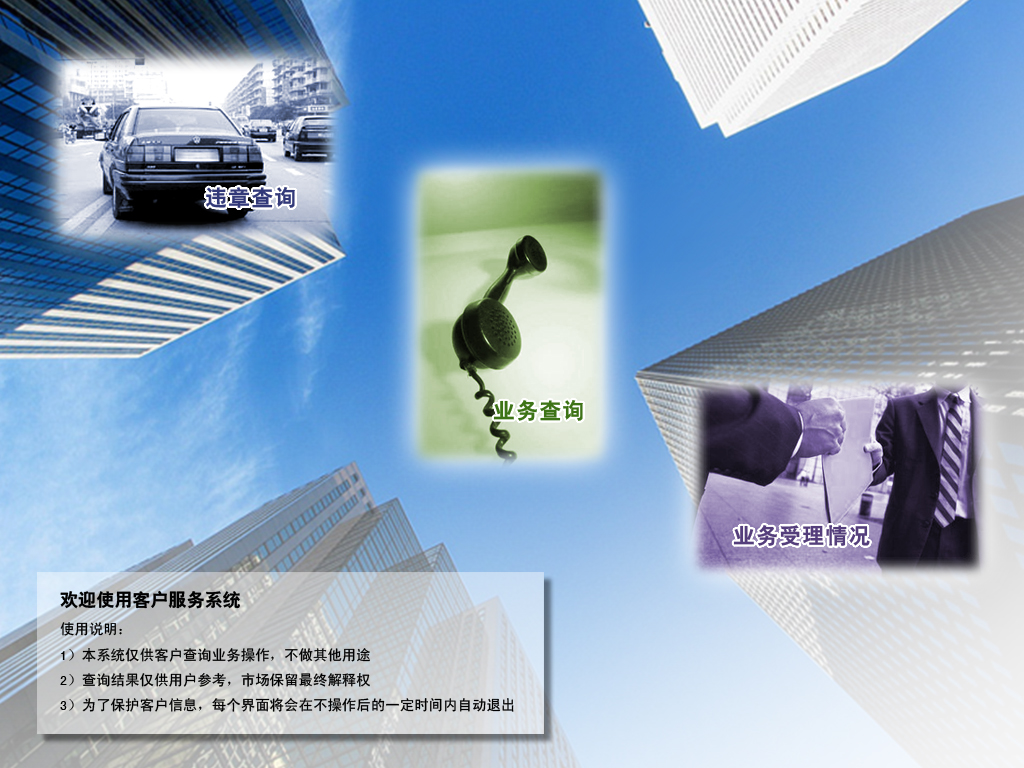 违章查询
业务查询
业务受理情况
欢迎使用客户服务系统
使用说明：
1）本系统仅供客户查询业务操作，不做其他用途
2）查询结果仅供用户参考，市场保留最终解释权
3）为了保护客户信息，每个界面将会在不操作后的一定时间内自动退出